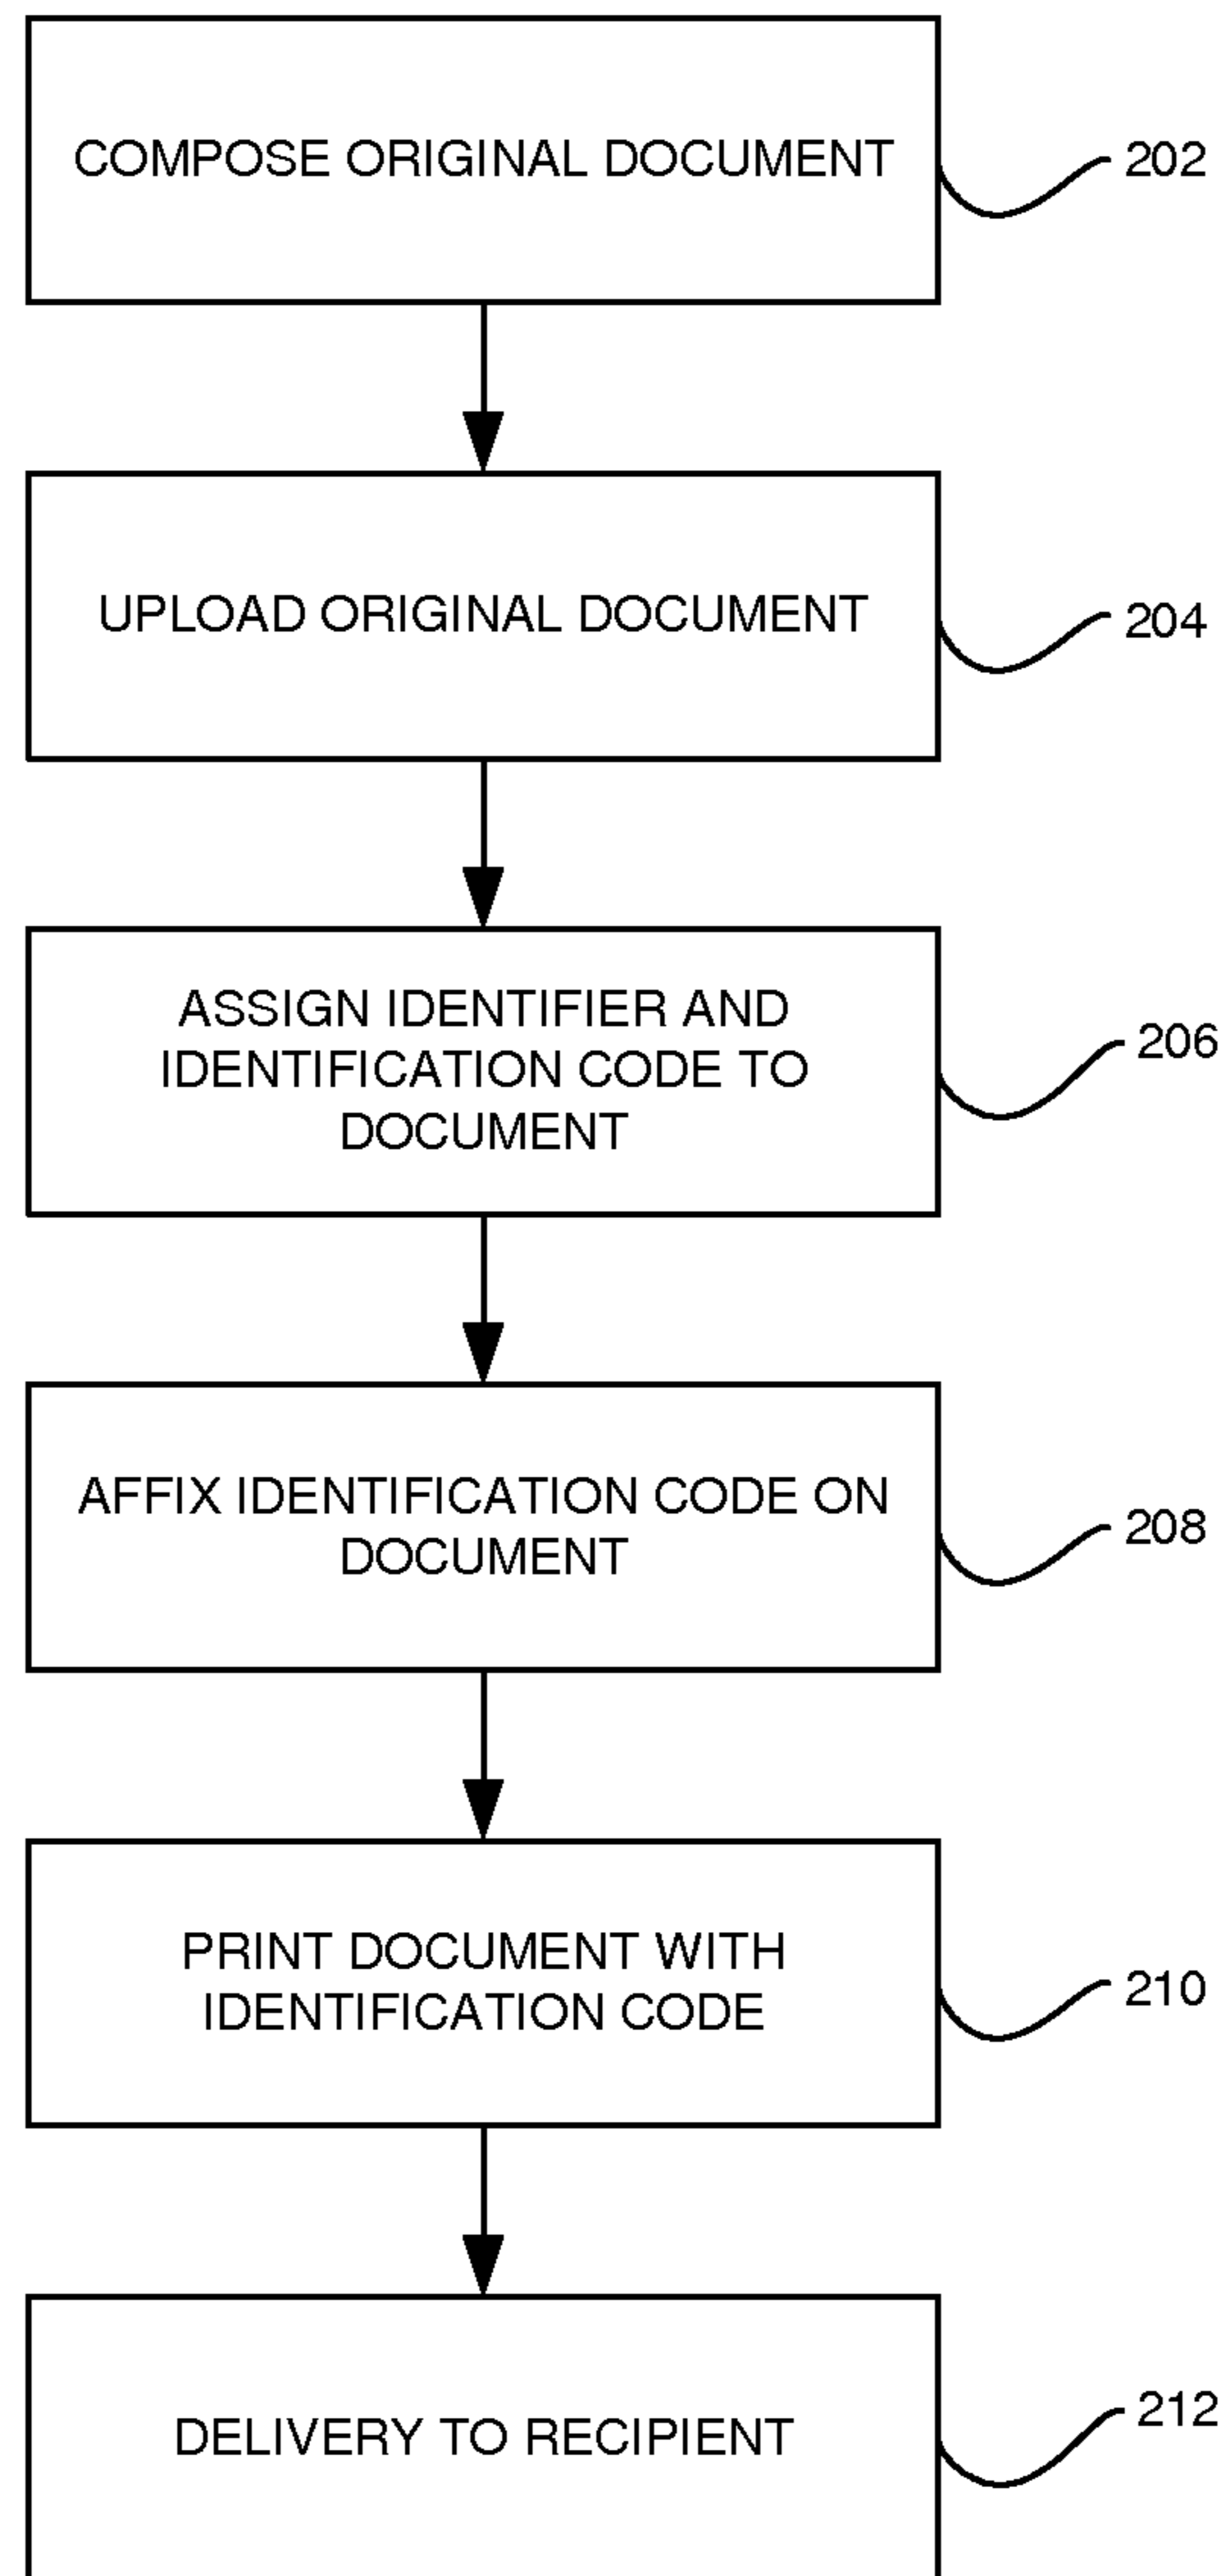 COMPOSE ORIGINAL DOCUMENT
202
UPLOAD ORIGINAL DOCUMENT
204
ASSIGN IDENTIFIER AND
IDENTIFICATION CODE TO
DOCUMENT
206
AFFIX IDENTIFICATION CODE ON
DOCUMENT
208
PRINT DOCUMENT WITH
IDENTIFICATION CODE
210
DELIVERY TO RECIPIENT
212